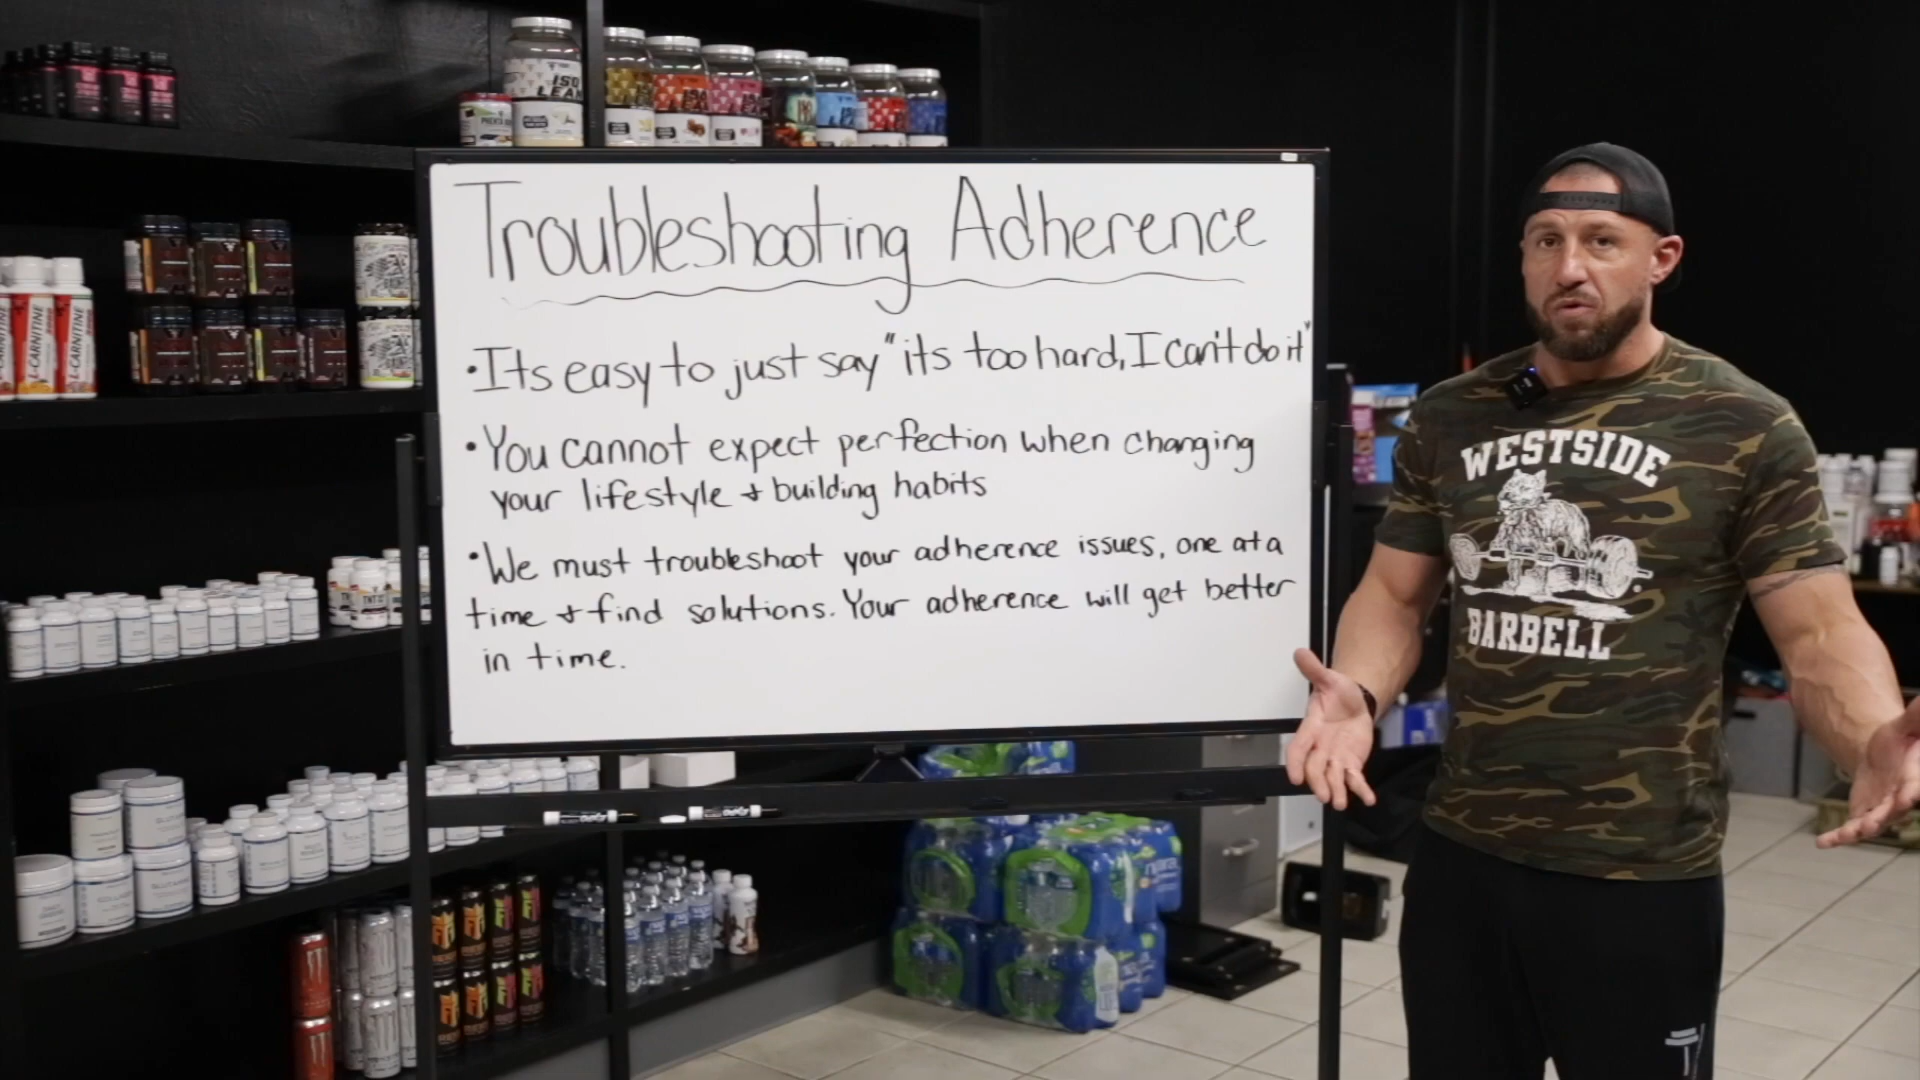 ISO
LEAN
L-CARNITINE
L-CARNITINE
L-CARNITINE
Troubleshooting Adherence
•Its easy to just say "its too hard, I can't do it"
•You cannot expect perfection when changing
your lifestyle & building habits
•We must troubleshoot your adherence issues, one at a
time & find solutions. Your adherence will get better
in time.
WESTSIDE
BARBELL